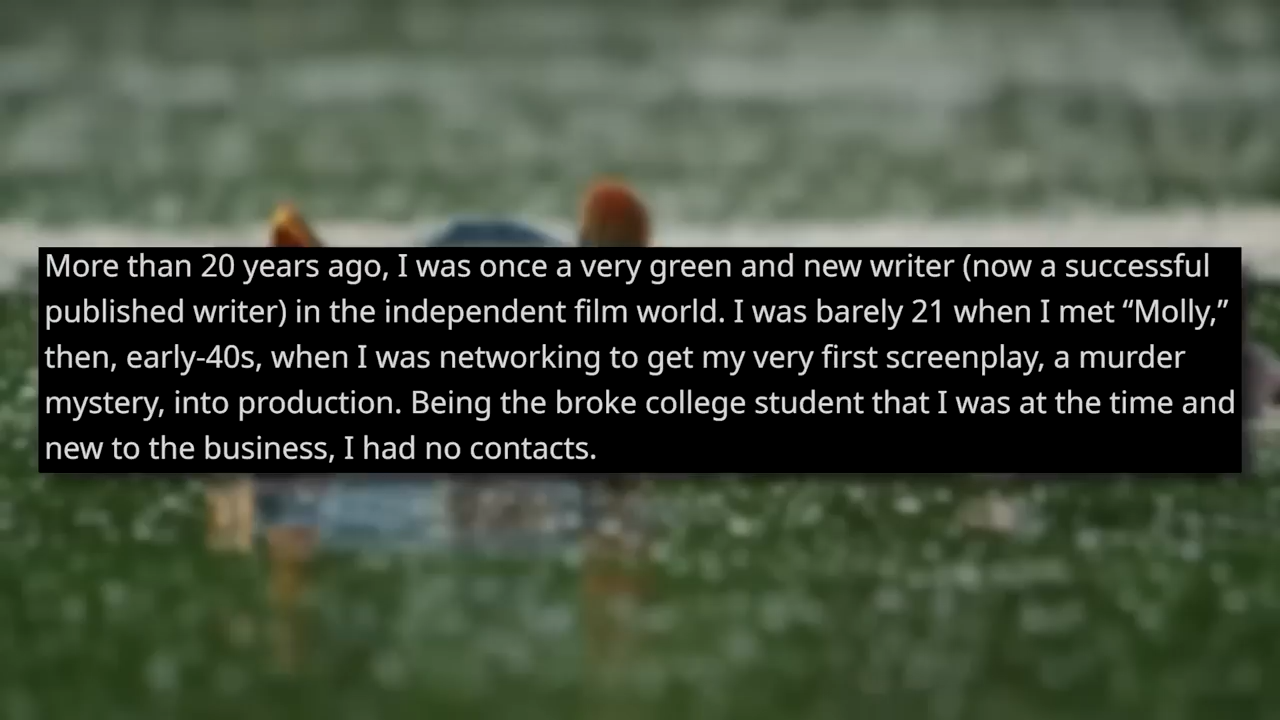 More than 20 years ago, I was once a very green and new writer (now a successful
published writer) in the independent film world. I was barely 21 when I met “Molly,”
then, early-40s, when I was networking to get my very first screenplay, a murder
mystery, into production. Being the broke college student that I was at the time and
new to the business, I had no contacts.